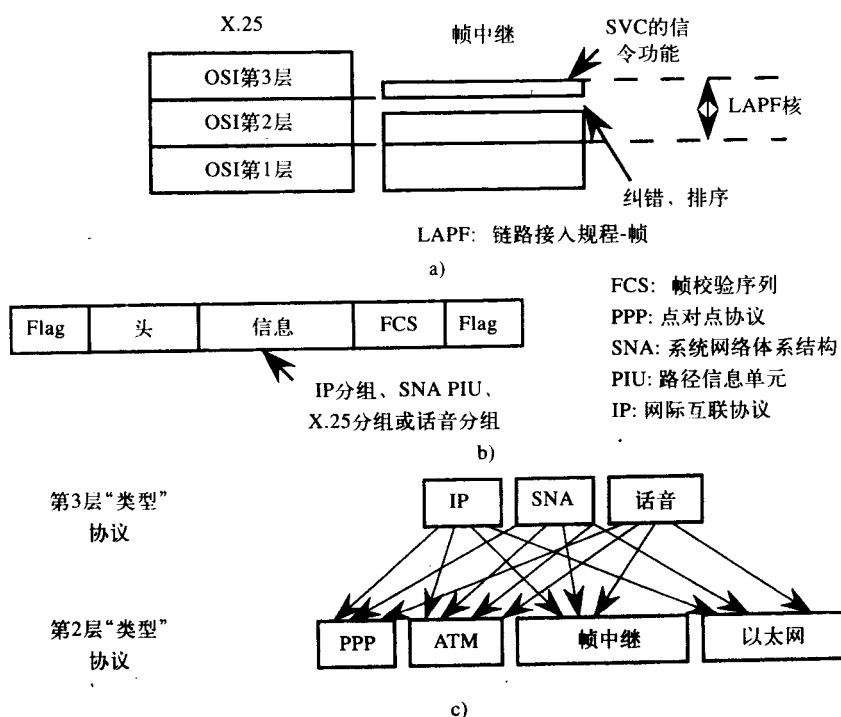 X.25
帧中继
SVC的信
令功能
OSI第3层
OSI第2层
OSI第1层
LAPF核
纠错、排序
LAPF: 链路接入规程-帧
a)
Flag 头 信息 FCS Flag
IP分组、SNA PIU、
X.25分组或话音分组
b)
FCS: 帧校验序列
PPP: 点对点协议
SNA: 系统网络体系结构
PIU: 路径信息单元
IP: 网际互联协议
第3层“类型”
协议
IP SNA 话音
第2层“类型”
协议
PPP ATM 帧中继 以太网
c)